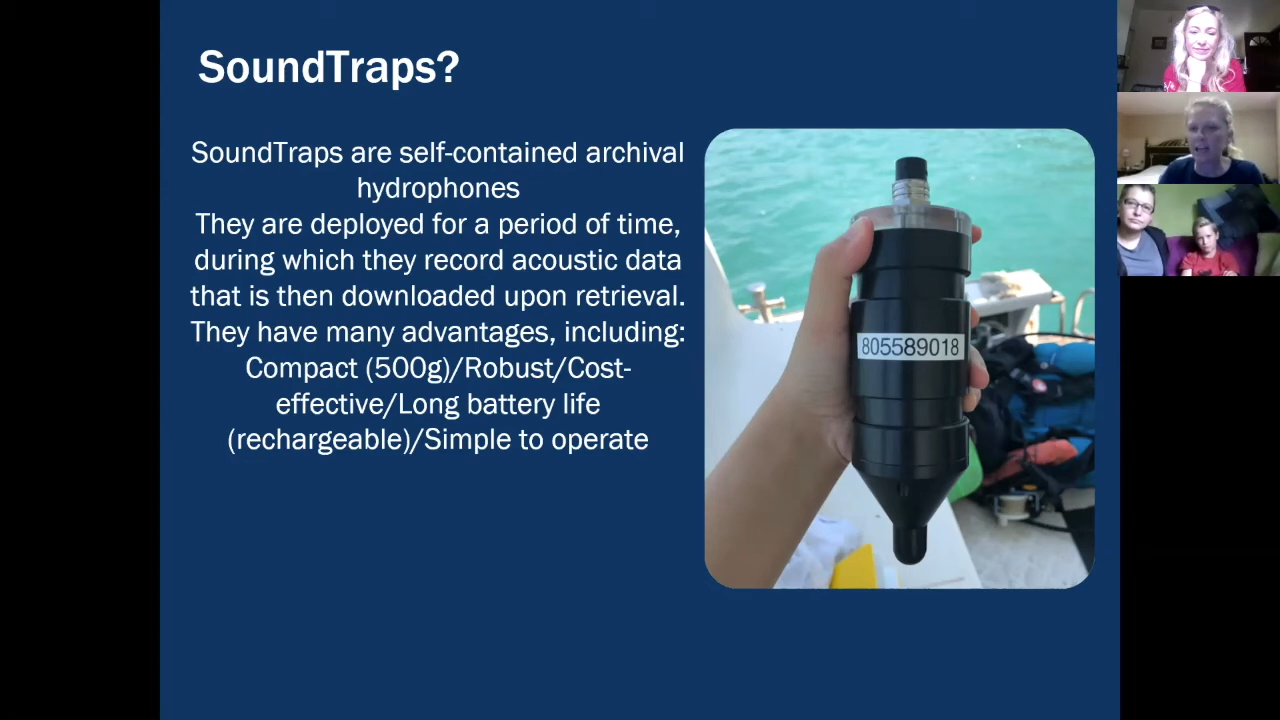 SoundTraps?
SoundTraps are self-contained archival
hydrophones
They are deployed for a period of time,
during which they record acoustic data
that is then downloaded upon retrieval.
They have many advantages, including:
Compact (500g)/Robust/Cost-
effective/Long battery life
(rechargeable)/Simple to operate
805589018